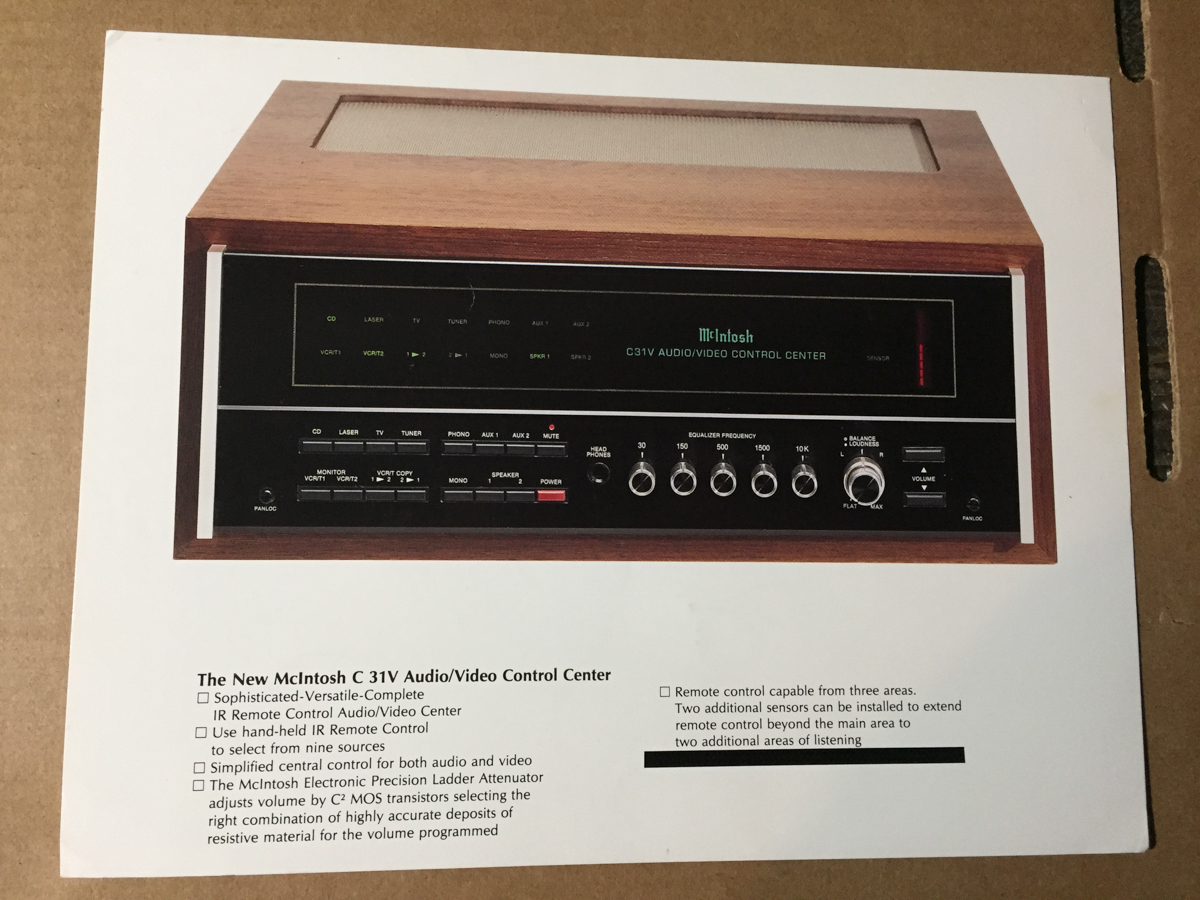 CD LASER TV TUNER PHONO AUX 1 AUX 2
McIntosh
C31V AUDIO/VIDEO CONTROL CENTER
VCR/T1 VCR/T2 1 ► 2 2 ► 1 MONO SPKR 1 SPKR 2 SENSOR
CD LASER TV TUNER PHONO AUX 1 AUX 2 MUTE
MONITOR
VCR/T1 VCR/T2
VCR/T COPY
1 ► 2 2 ► 1
MONO
SPEAKER
1 2
POWER
PANLOC
HEAD
PHONES
EQUALIZER FREQUENCY
30 150 500 1500 10K
BALANCE
LOUDNESS
L R
FLAT MAX
▲
VOLUME
▼
PANLOC
The New McIntosh C 31V Audio/Video Control Center
☐ Sophisticated-Versatile-Complete
IR Remote Control Audio/Video Center
☐ Use hand-held IR Remote Control
to select from nine sources
☐ Simplified central control for both audio and video
☐ The McIntosh Electronic Precision Ladder Attenuator
adjusts volume by C² MOS transistors selecting the
right combination of highly accurate deposits of
resistive material for the volume programmed
☐ Remote control capable from three areas.
Two additional sensors can be installed to extend
remote control beyond the main area to
two additional areas of listening